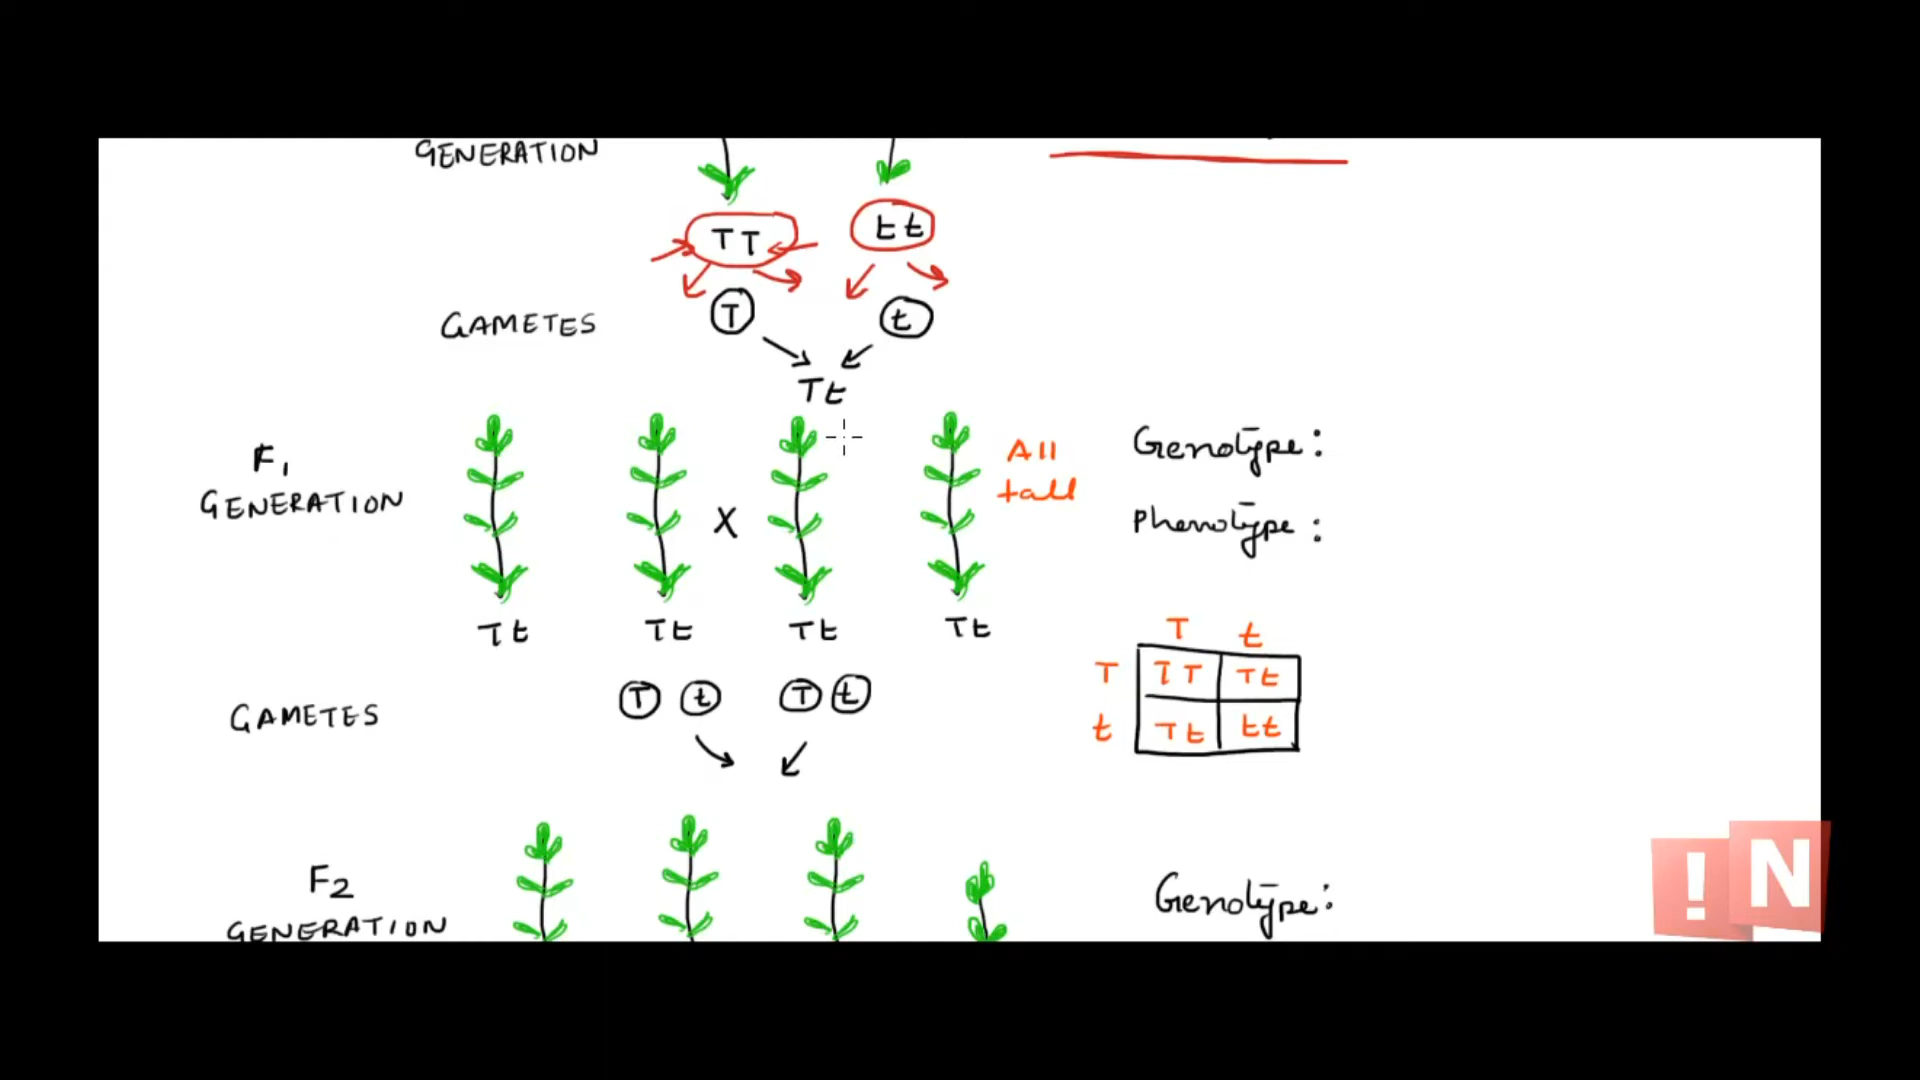 GENERATION
TT tt
GAMETES T t
Tt
F1
GENERATION
X
All
tall
Genotype:
Phenotype:
Tt Tt Tt Tt
T t
T TT Tt
t Tt tt
GAMETES T t T t
F2
GENERATION
Genotype:
!N